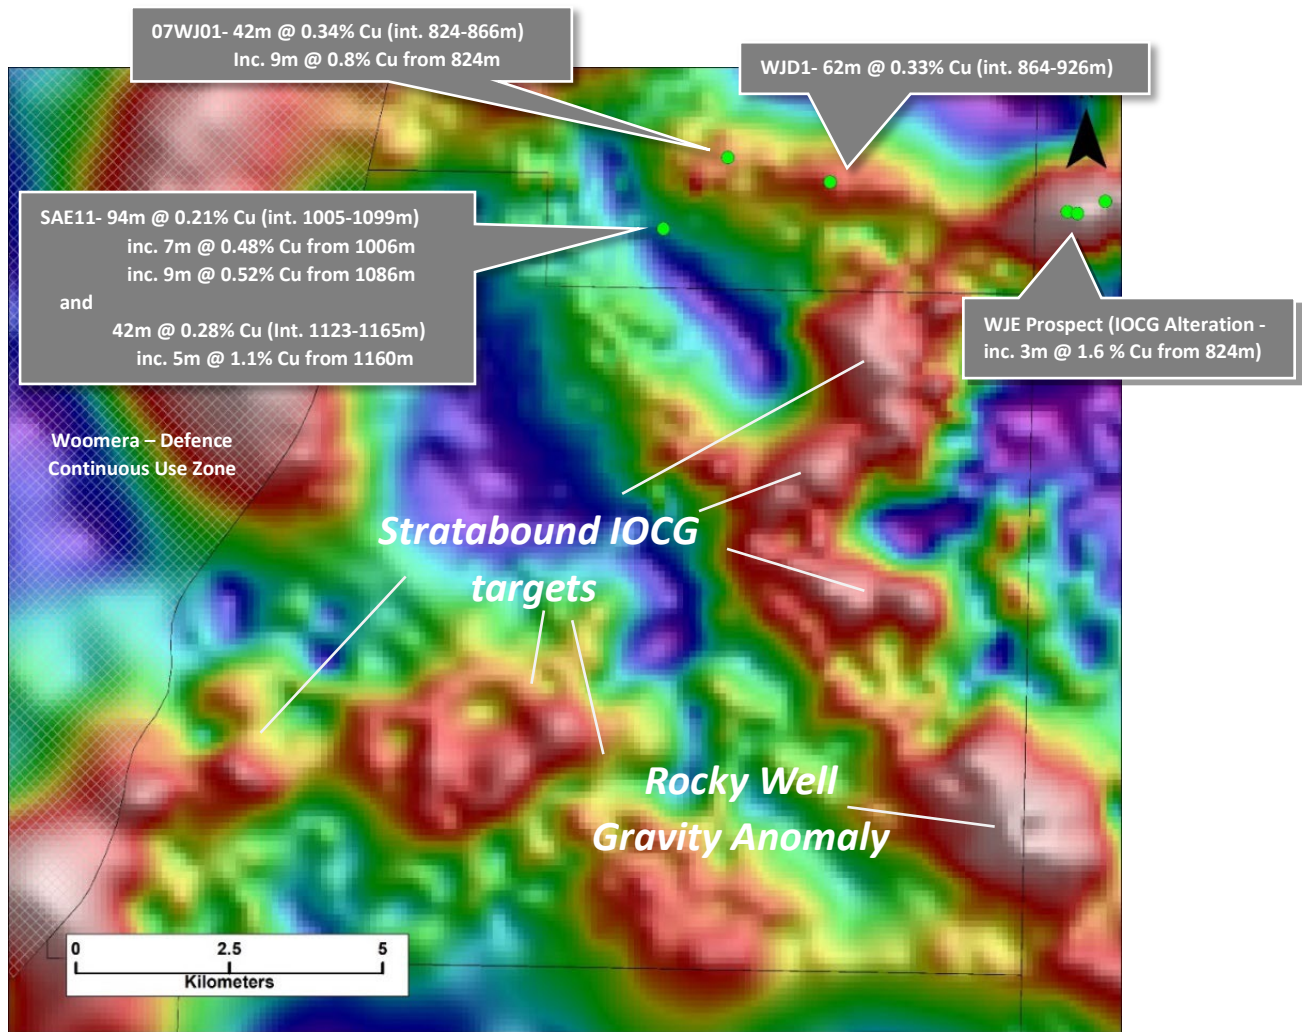 07WJ01- 42m @ 0.34% Cu (int. 824-866m)
Inc. 9m @ 0.8% Cu from 824m
WJD1- 62m @ 0.33% Cu (int. 864-926m)
SAE11- 94m @ 0.21% Cu (int. 1005-1099m)
inc. 7m @ 0.48% Cu from 1006m
inc. 9m @ 0.52% Cu from 1086m
and
42m @ 0.28% Cu (Int. 1123-1165m)
inc. 5m @ 1.1% Cu from 1160m
WJE Prospect (IOCG Alteration -
inc. 3m @ 1.6 % Cu from 824m)
Woomera – Defence
Continuous Use Zone
Stratabound IOCG
targets
Rocky Well
Gravity Anomaly
0 2.5 5
Kilometers